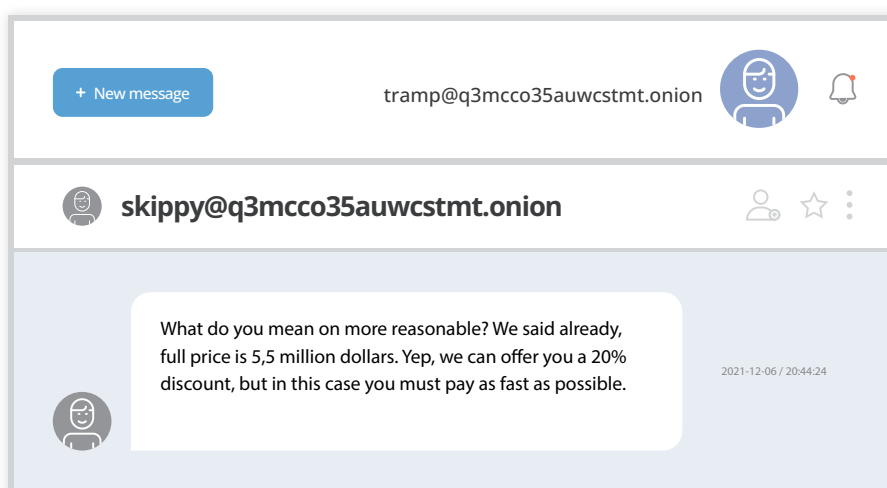 + New message
tramp@q3mcco35auwcstmt.onion
skippy@q3mcco35auwcstmt.onion
What do you mean on more reasonable? We said already,
full price is 5,5 million dollars. Yep, we can offer you a 20%
discount, but in this case you must pay as fast as possible.
2021-12-06 / 20:44:24